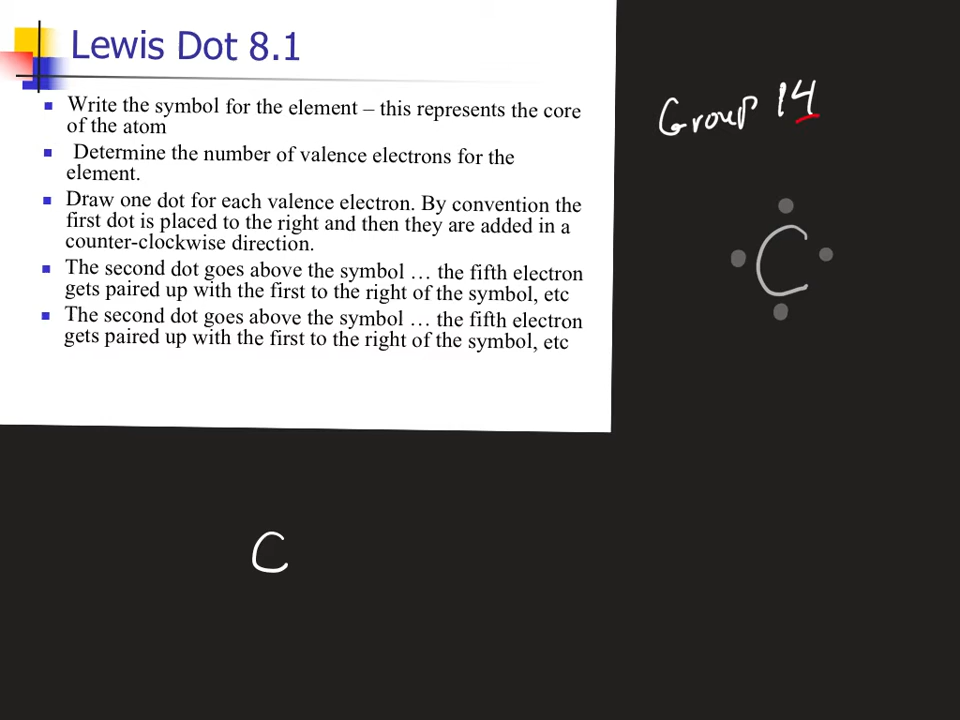 Lewis Dot 8.1
Write the symbol for the element – this represents the core
of the atom
Determine the number of valence electrons for the
element.
Draw one dot for each valence electron. By convention the
first dot is placed to the right and then they are added in a
counter-clockwise direction.
The second dot goes above the symbol … the fifth electron
gets paired up with the first to the right of the symbol, etc
The second dot goes above the symbol … the fifth electron
gets paired up with the first to the right of the symbol, etc
Group 14
C
C